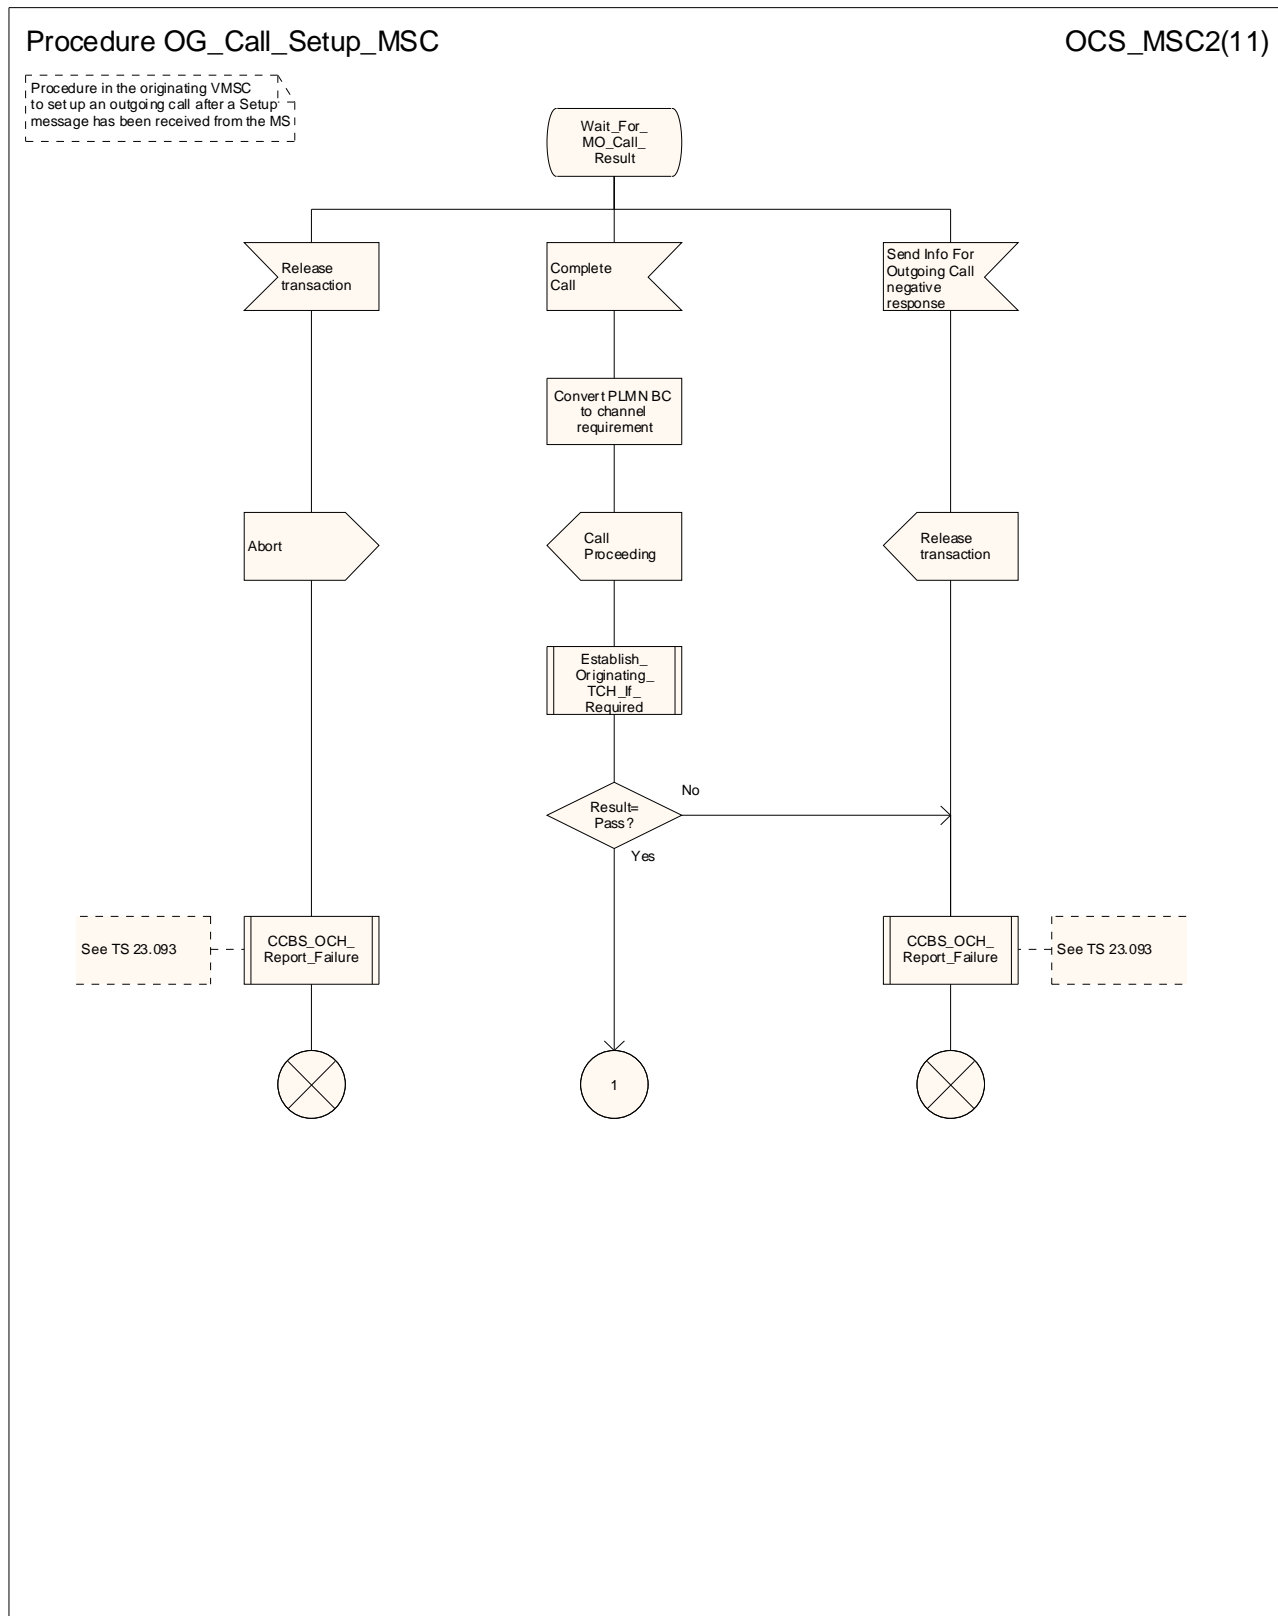 Procedure OG_Call_Setup_MSC
OCS_MSC2(11)
Procedure in the originating VMSC
to set up an outgoing call after a Setup
message has been received from the MS
Wait_For_
MO_Call_
Result
Release
transaction
Complete
Call
Send Info For
Outgoing Call
negative
response
Convert PLMN BC
to channel
requirement
Abort
Call
Proceeding
Release
transaction
Establish_
Originating_
TCH_If_
Required
Result=
Pass?
No
Yes
See TS 23.093
CCBS_OCH_
Report_Failure
CCBS_OCH_
Report_Failure
See TS 23.093
1